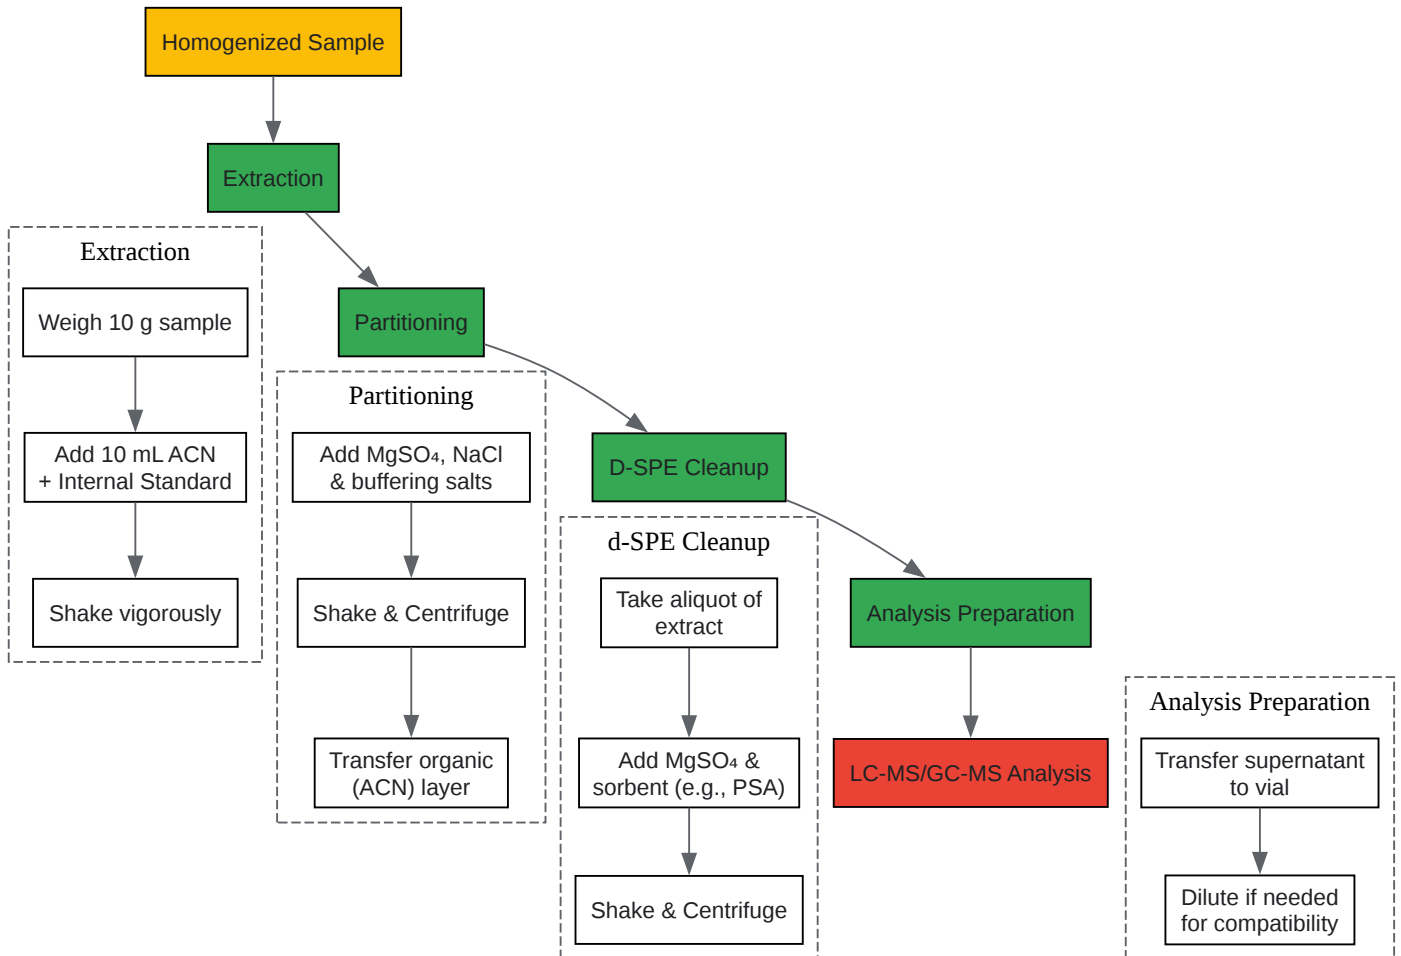 Homogenized Sample
Extraction
Extraction
Weigh 10 g sample
Add 10 mL ACN
+ Internal Standard
Shake vigorously
Partitioning
Partitioning
Add MgSO₄, NaCl
& buffering salts
Shake & Centrifuge
Transfer organic
(ACN) layer
D-SPE Cleanup
d-SPE Cleanup
Take aliquot of
extract
Add MgSO₄ &
sorbent (e.g., PSA)
Shake & Centrifuge
Analysis Preparation
LC-MS/GC-MS Analysis
Analysis Preparation
Transfer supernatant
to vial
Dilute if needed
for compatibility